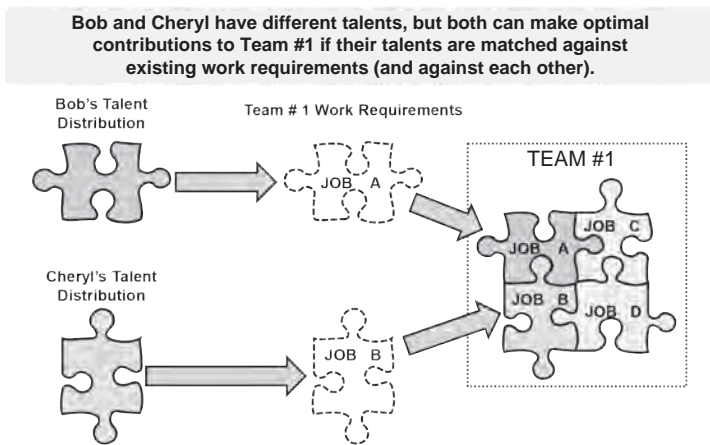 Bob and Cheryl have different talents, but both can make optimal
contributions to Team #1 if their talents are matched against
existing work requirements (and against each other).
Bob's Talent
Distribution
Team # 1 Work Requirements
JOB A
TEAM #1
JOB A
JOB C
JOB B
JOB D
Cheryl's Talent
Distribution
JOB B